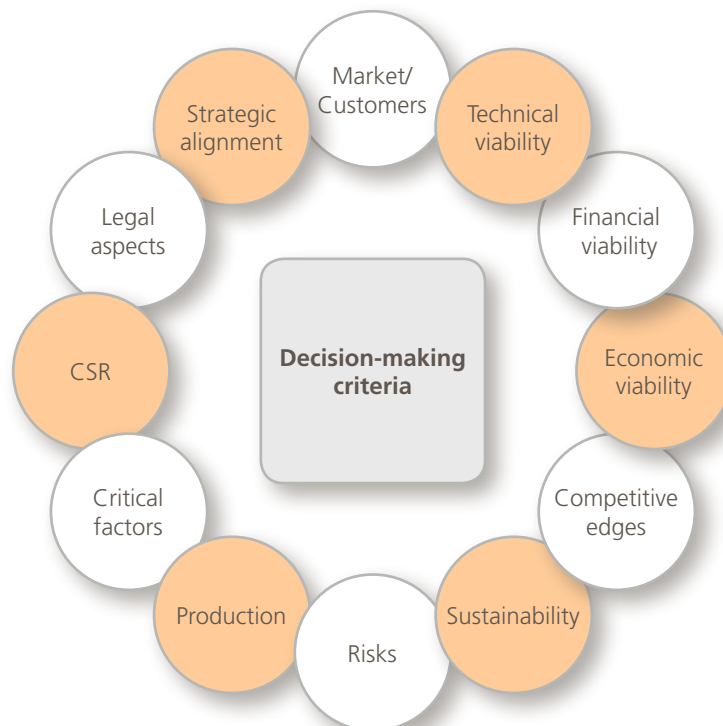 Market/
Customers
Technical
viability
Financial
viability
Economic
viability
Competitive
edges
Sustainability
Risks
Production
Critical
factors
CSR
Legal
aspects
Strategic
alignment
Decision-making
criteria